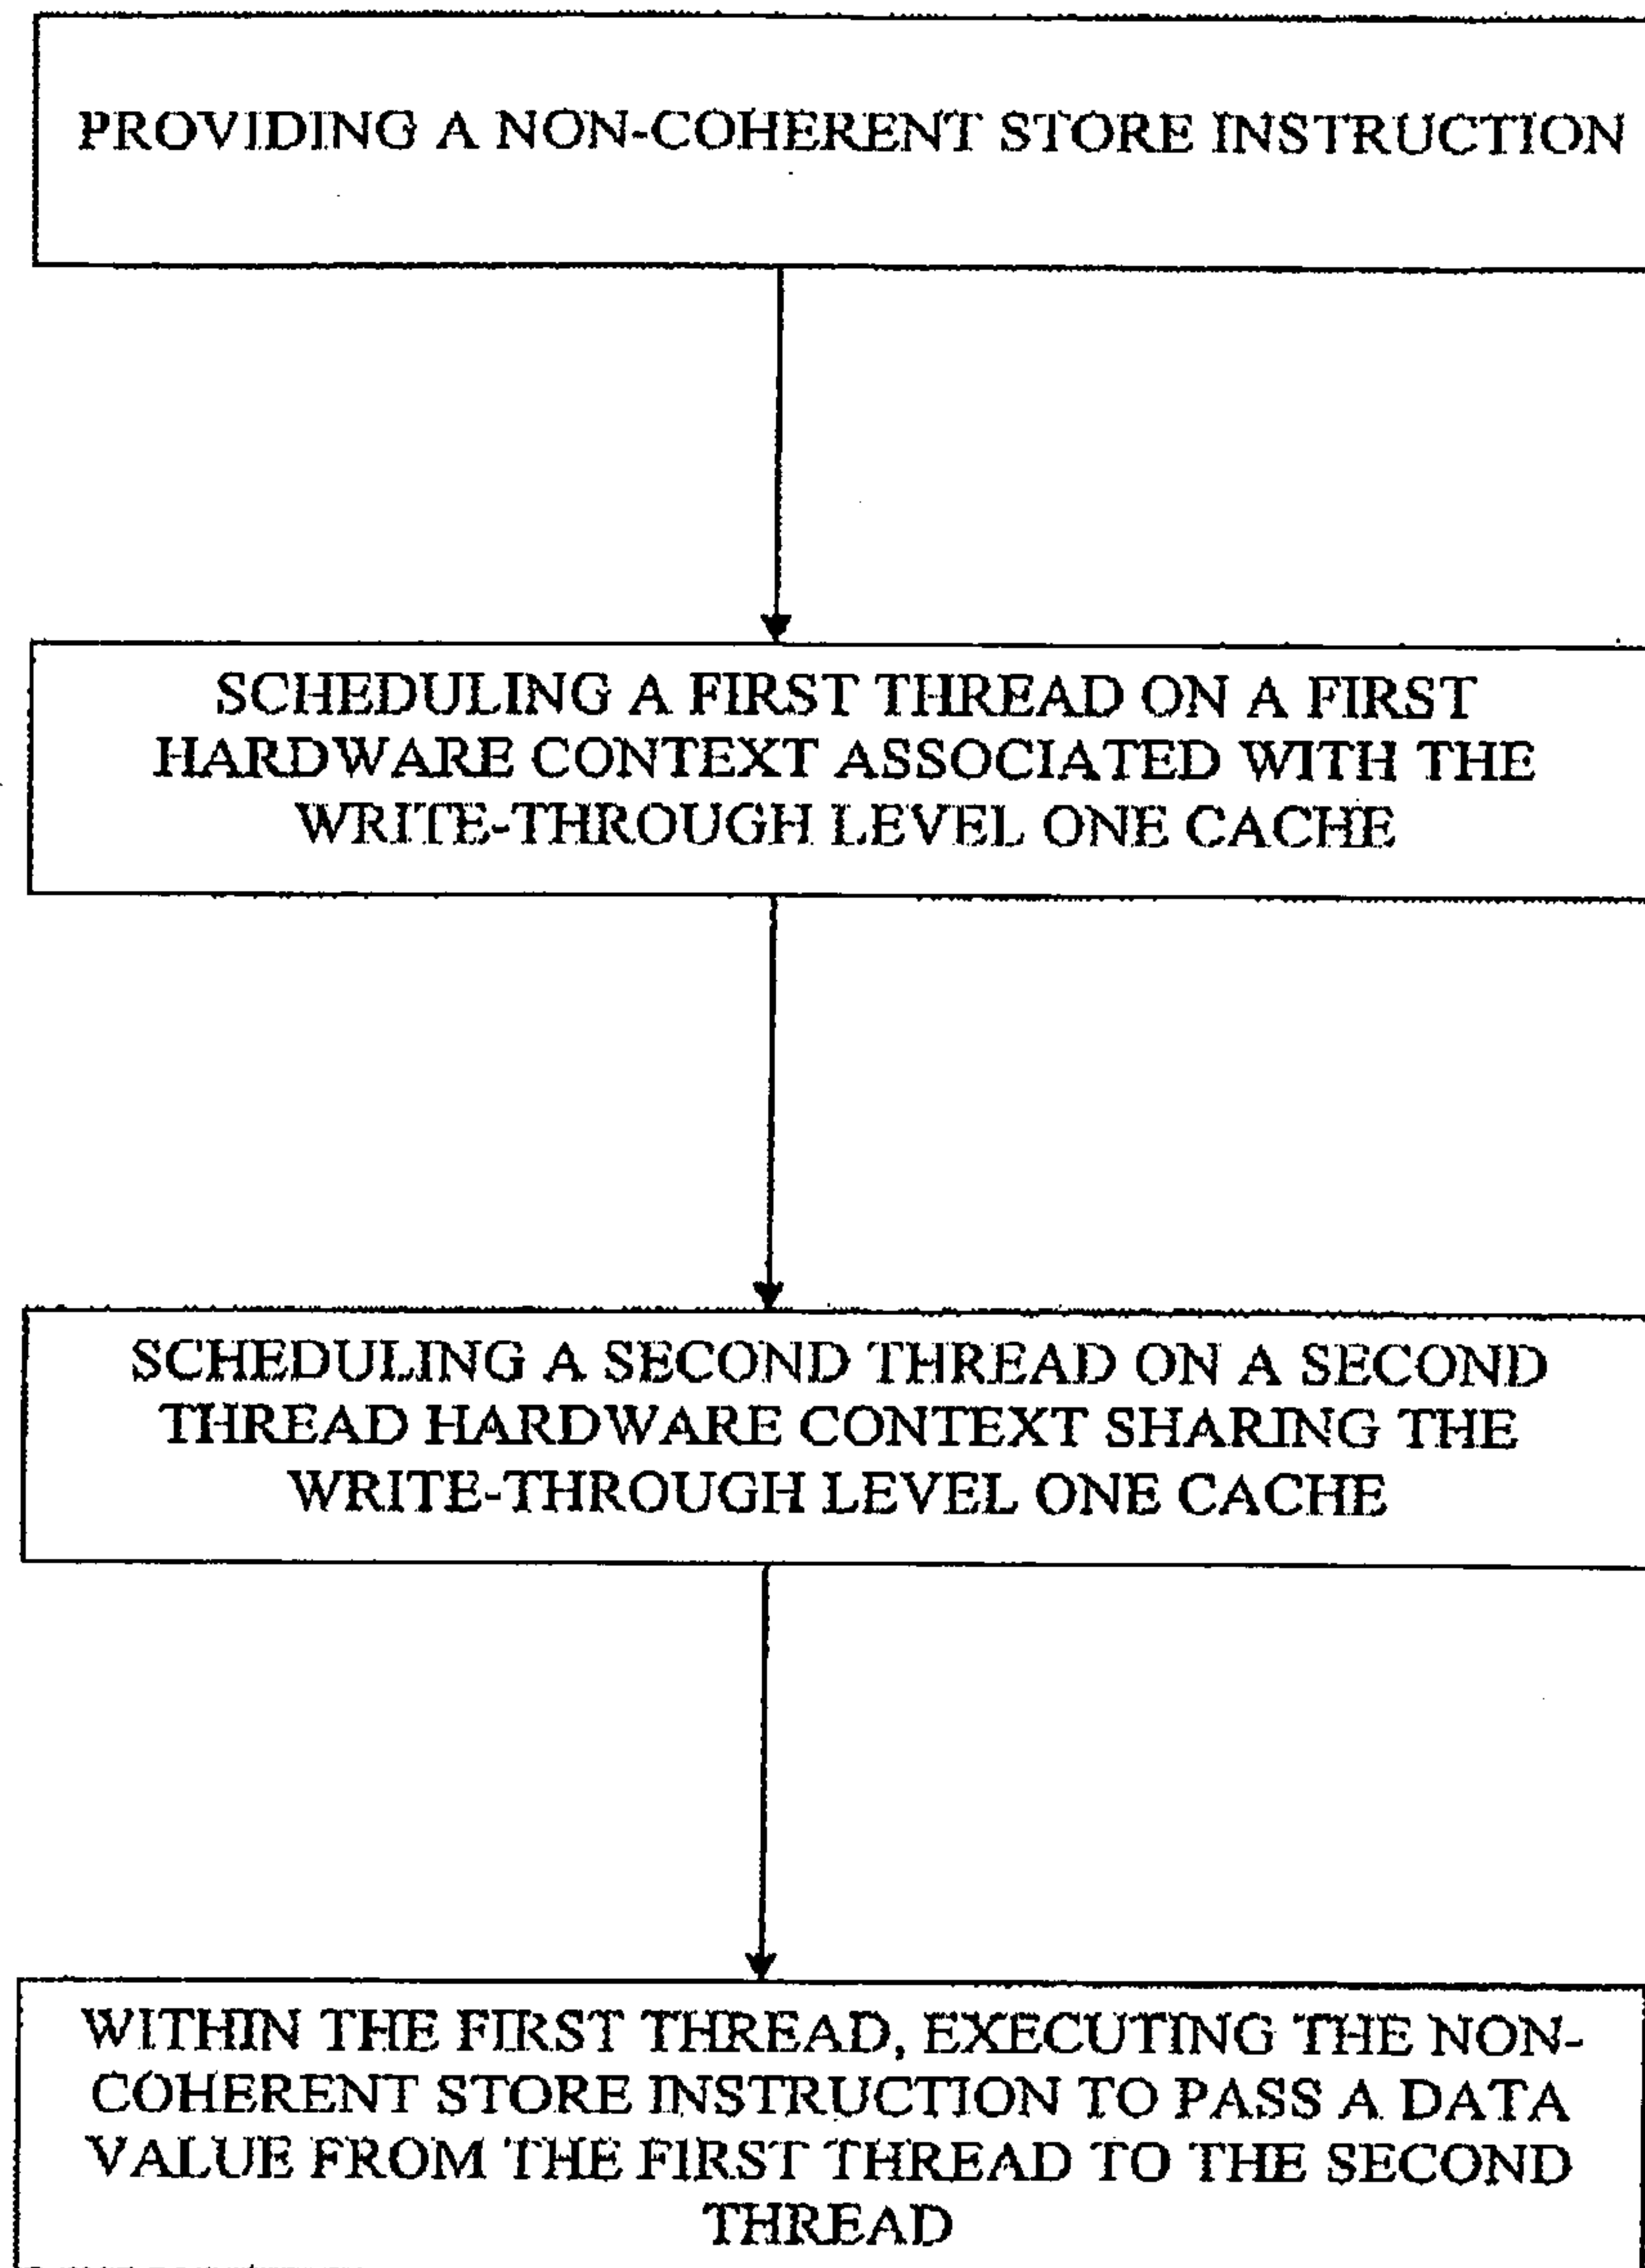 PROVIDING A NON-COHERENT STORE INSTRUCTION
SCHEDULING A FIRST THREAD ON A FIRST
HARDWARE CONTEXT ASSOCIATED WITH THE
WRITE-THROUGH LEVEL ONE CACHE
SCHEDULING A SECOND THREAD ON A SECOND
THREAD HARDWARE CONTEXT SHARING THE
WRITE-THROUGH LEVEL ONE CACHE
WITHIN THE FIRST THREAD, EXECUTING THE NON-
COHERENT STORE INSTRUCTION TO PASS A DATA
VALUE FROM THE FIRST THREAD TO THE SECOND
THREAD